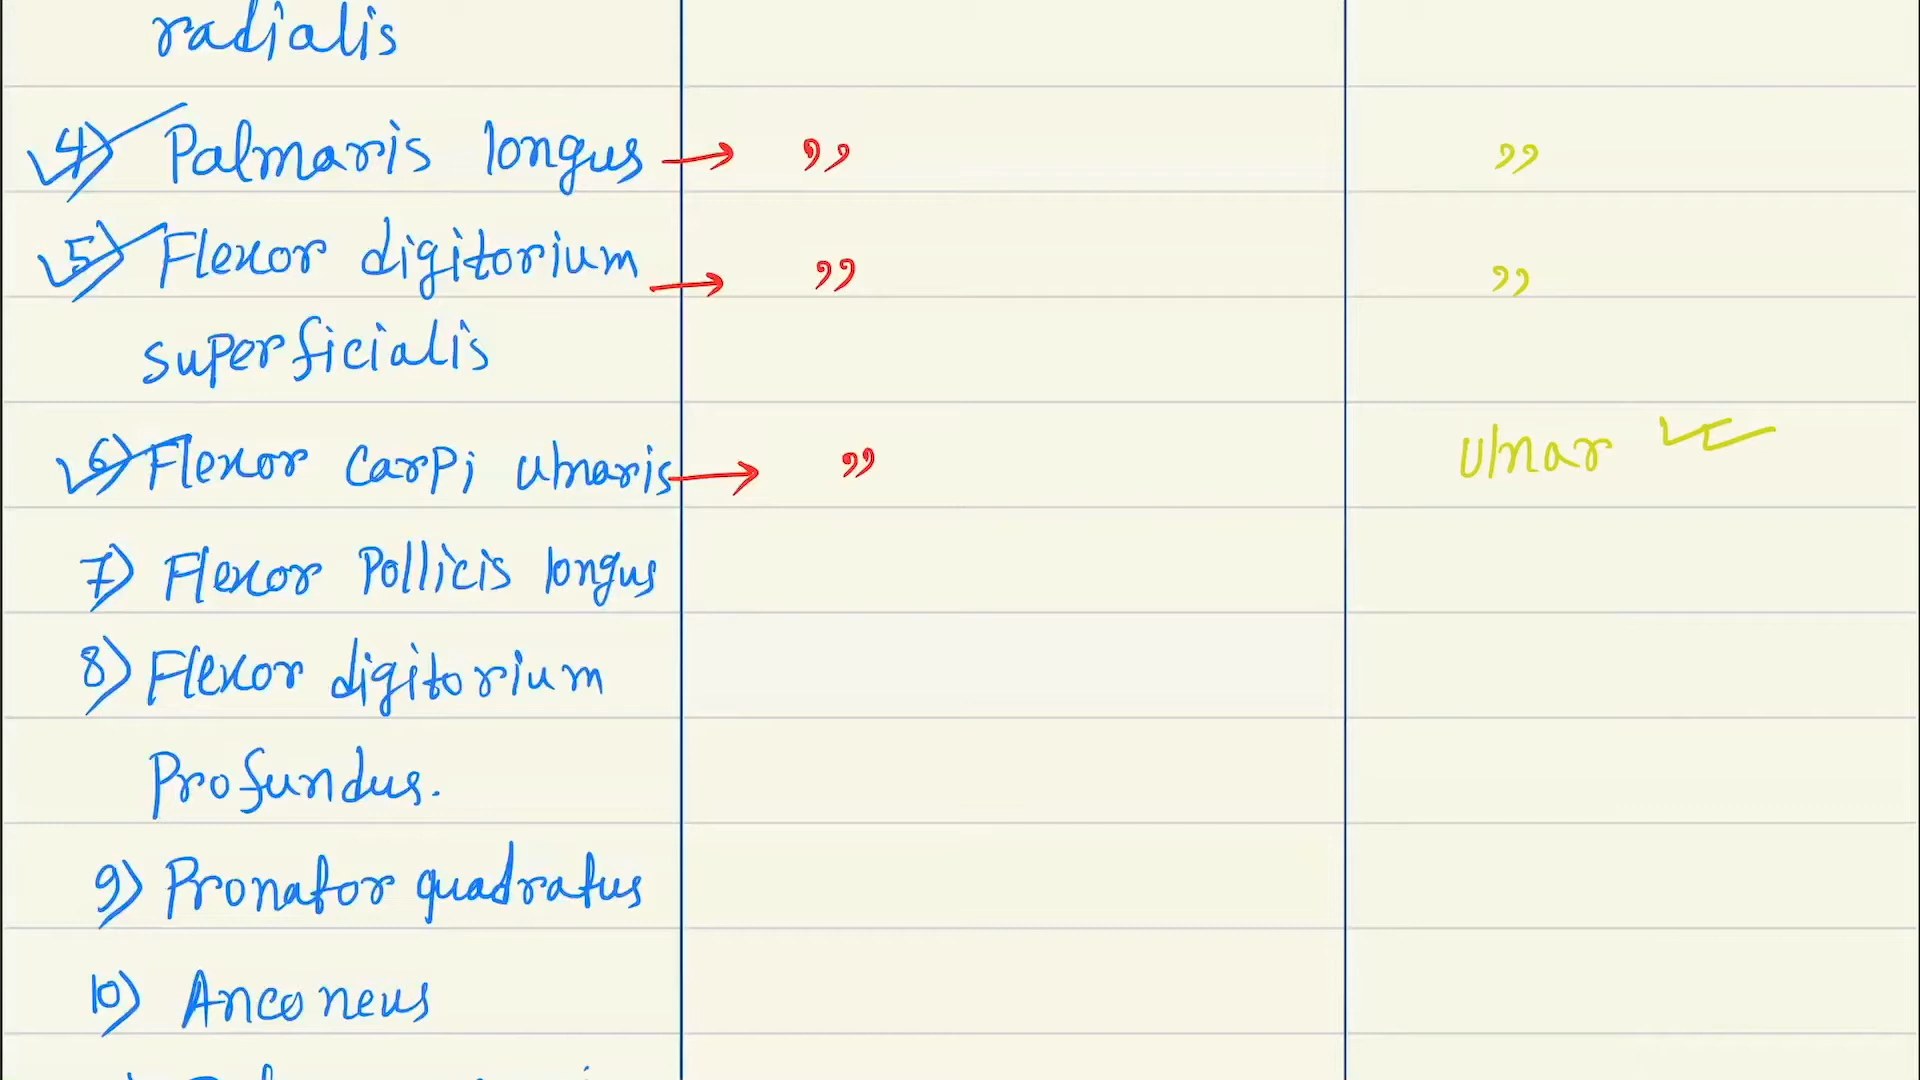 radialis
4) Palmaris longus → ,, ,,
5) Flexor digitorium → ,, ,,
superficialis
6) Flexor carpi ulnaris → ,, Ulnar
7) Flexor Pollicis longus
8) Flexor digitorium
Profundus.
9) Pronator quadratus
10) Anconeus